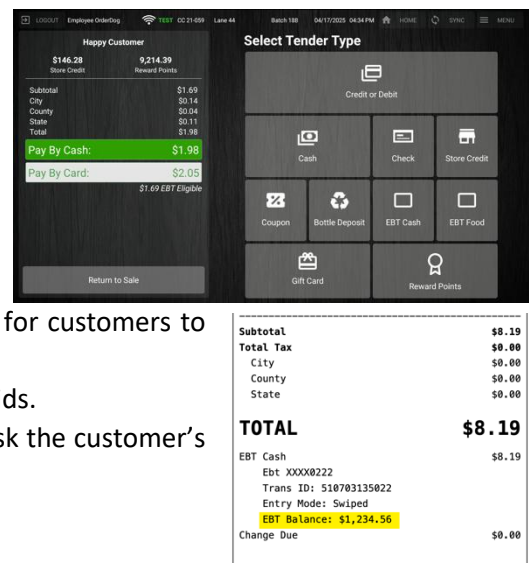 LOGOUT Employee OrderDog TEST CC 21-059 Lane 44 Batch 188 04/17/2025 04:34 PM HOME SYNC MENU
Happy Customer
$146.28 9,214.39
Store Credit Reward Points
Subtotal $1.69
City $0.14
County $0.04
State $0.11
Total $1.98
Pay By Cash: $1.98
Pay By Card: $2.05
$1.69 EBT Eligible
Return to Sale
Select Tender Type
Credit or Debit
Cash Check Store Credit
Coupon Bottle Deposit EBT Cash EBT Food
Gift Card Reward Points
for customers to
ids.
sk the customer's
Subtotal $8.19
Total Tax $0.00
City $0.00
County $0.00
State $0.00
TOTAL $8.19
EBT Cash $8.19
Ebt XXXX0222
Trans ID: 510703135022
Entry Mode: Swiped
EBT Balance: $1,234.56
Change Due $0.00